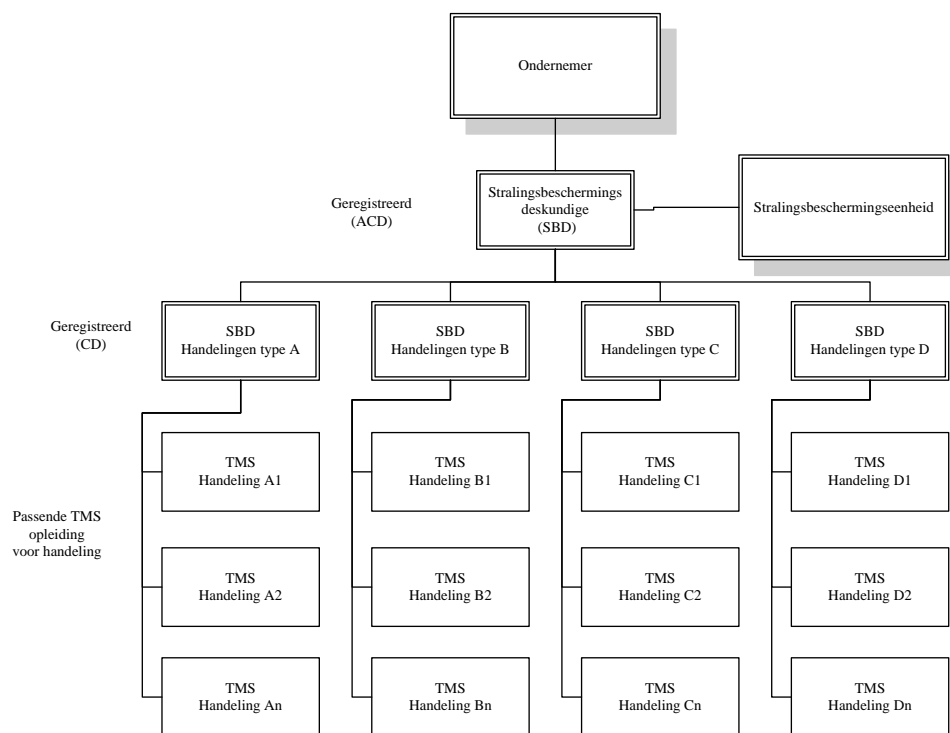 Ondernemer
Geregistreerd
(ACD)
Stralingsbeschermings
deskundige
(SBD)
Stralingsbeschermingseenheid
Geregistreerd
(CD)
SBD
Handelingen type A
SBD
Handelingen type B
SBD
Handelingen type C
SBD
Handelingen type D
TMS
Handeling A1
TMS
Handeling B1
TMS
Handeling C1
TMS
Handeling D1
Passende TMS
opleiding
voor handeling
TMS
Handeling A2
TMS
Handeling B2
TMS
Handeling C2
TMS
Handeling D2
TMS
Handeling An
TMS
Handeling Bn
TMS
Handeling Cn
TMS
Handeling Dn